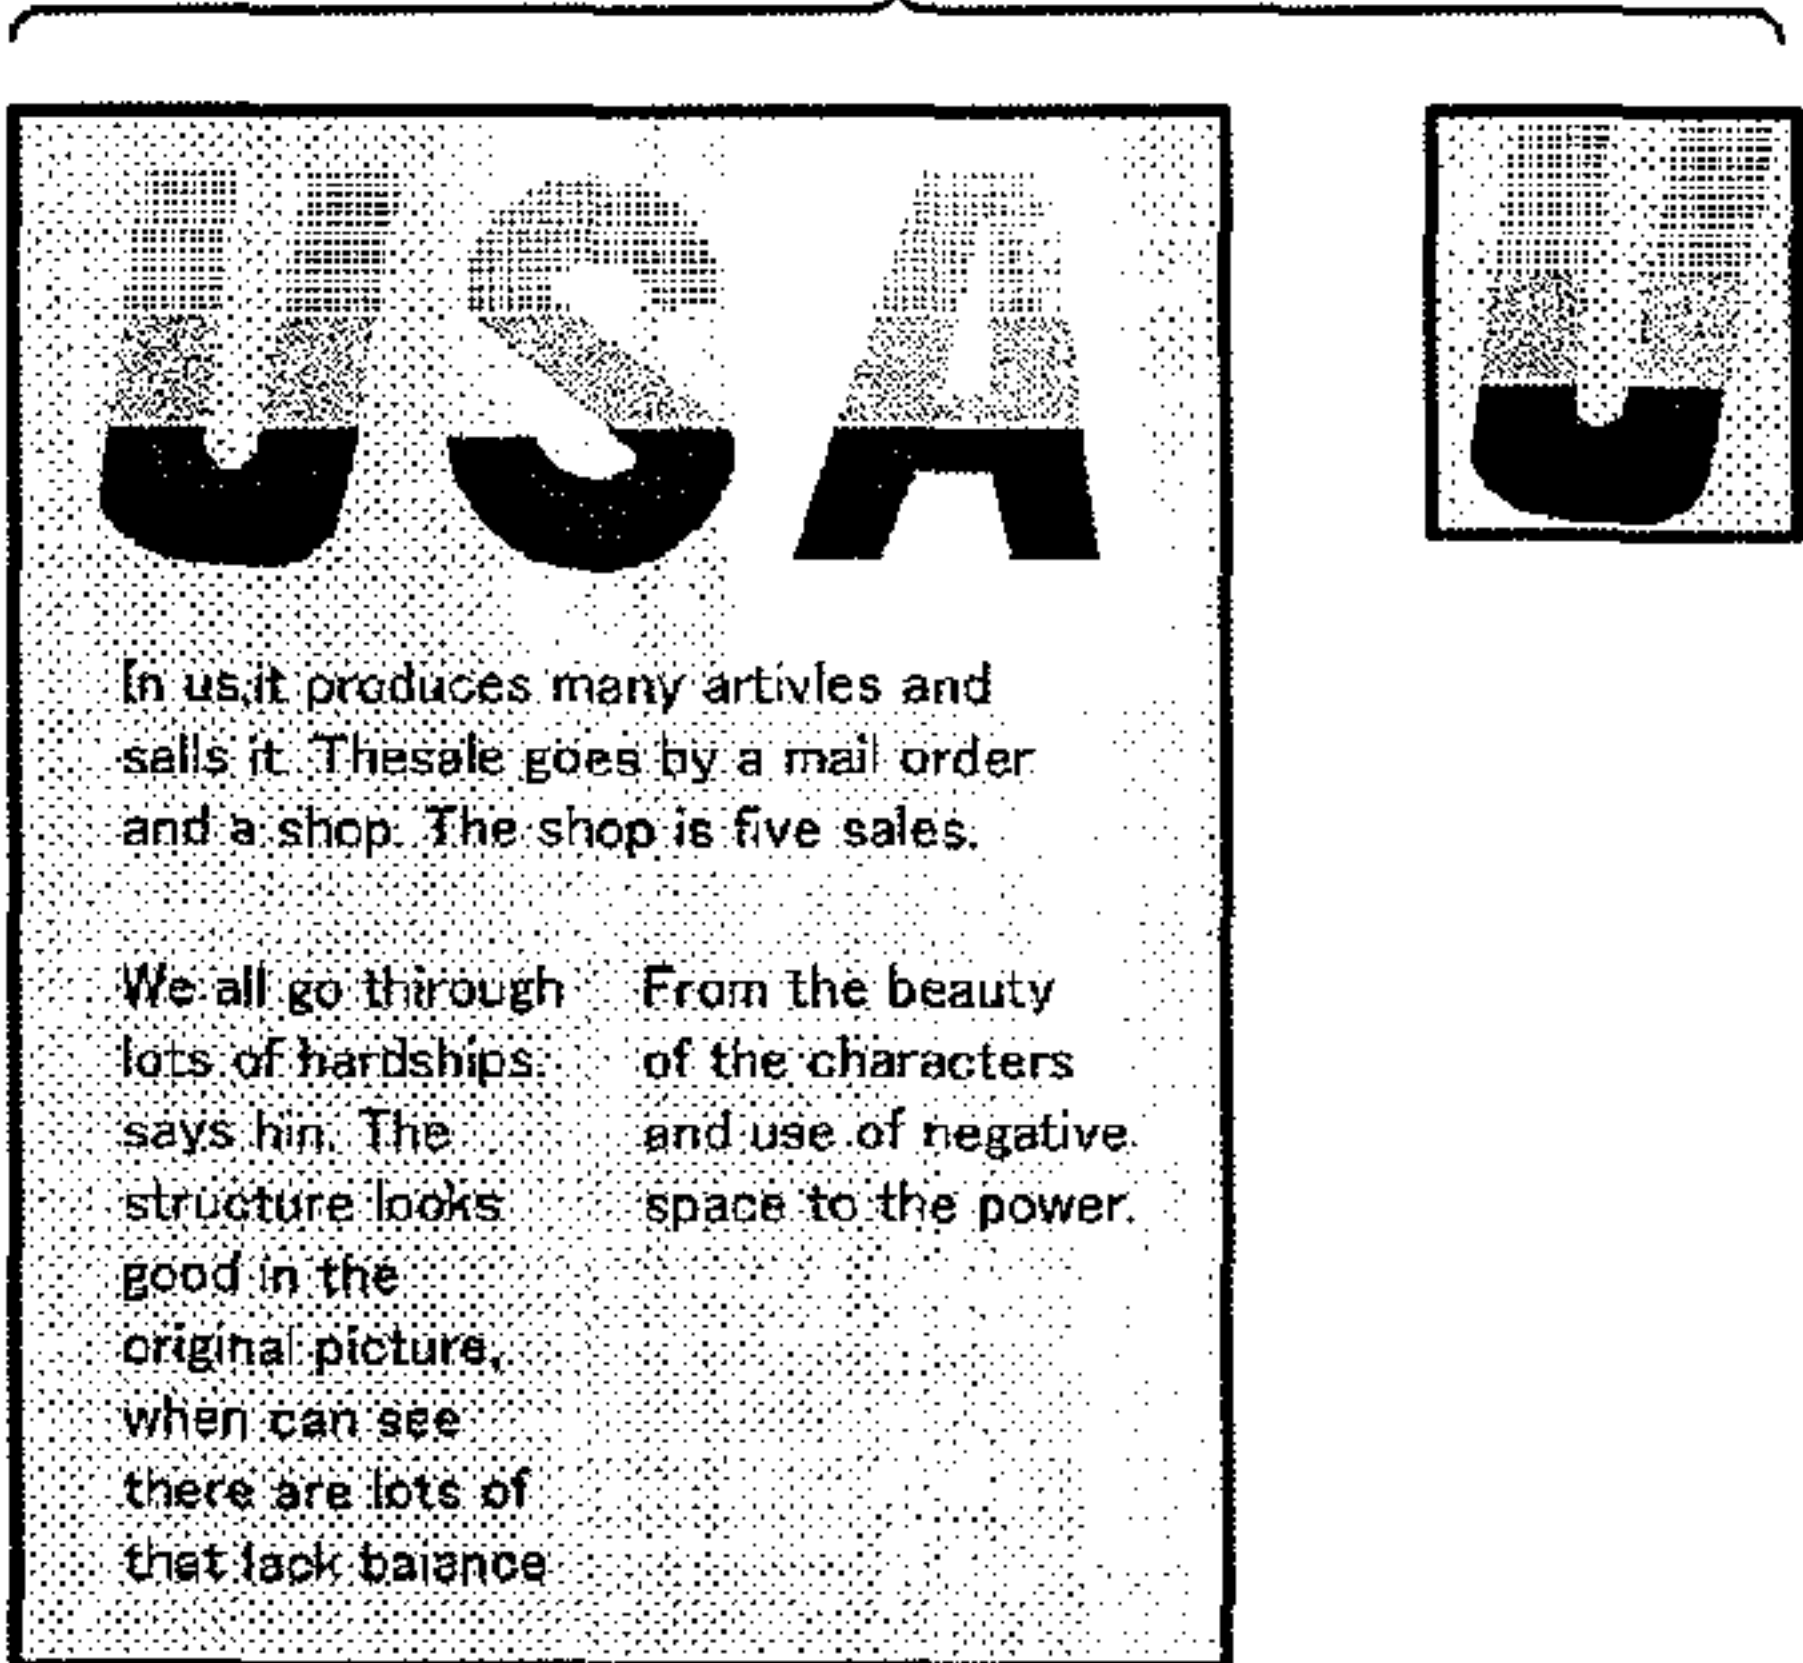 USA
U
In us,it produces many artivles and
salls it. Thesale goes by a mail order
and a shop. The shop is five sales.
We all go thirough
lots of hardships.
says hin. The
structure looks
good in the
original picture,
when can see
there are lots of
that lack balance
From the beauty
of the characters
and use of negative
space to the power.